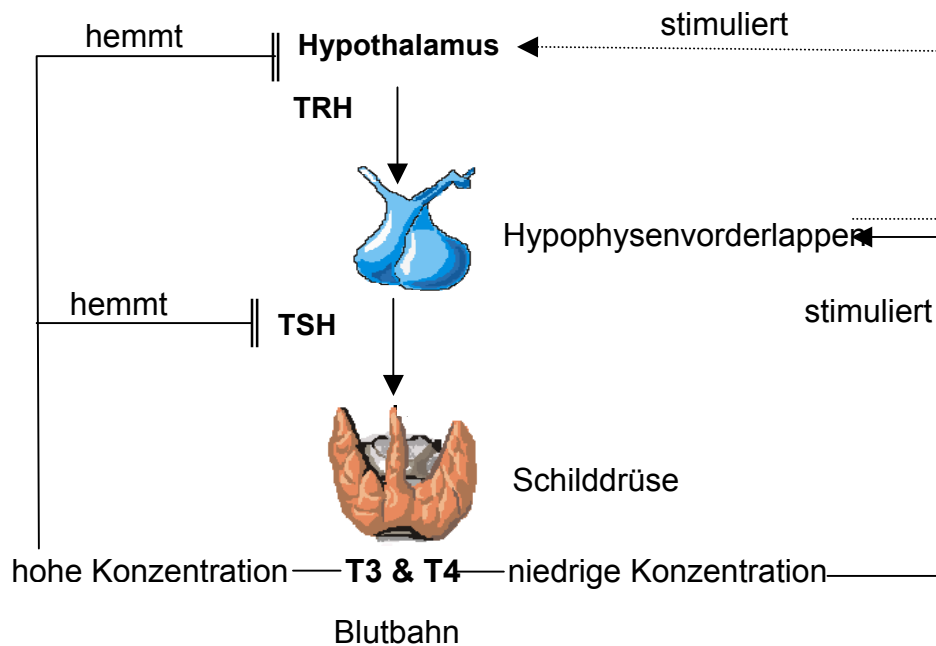 hemmt
stimuliert
Hypothalamus
TRH
Hypophysenvorderlappen
hemmt
stimuliert
TSH
Schilddrüse
hohe Konzentration T3 & T4 niedrige Konzentration
Blutbahn